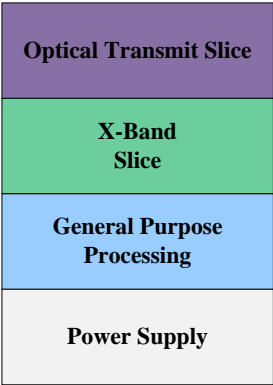 Optical Transmit Slice
X-Band
Slice
General Purpose
Processing
Power Supply